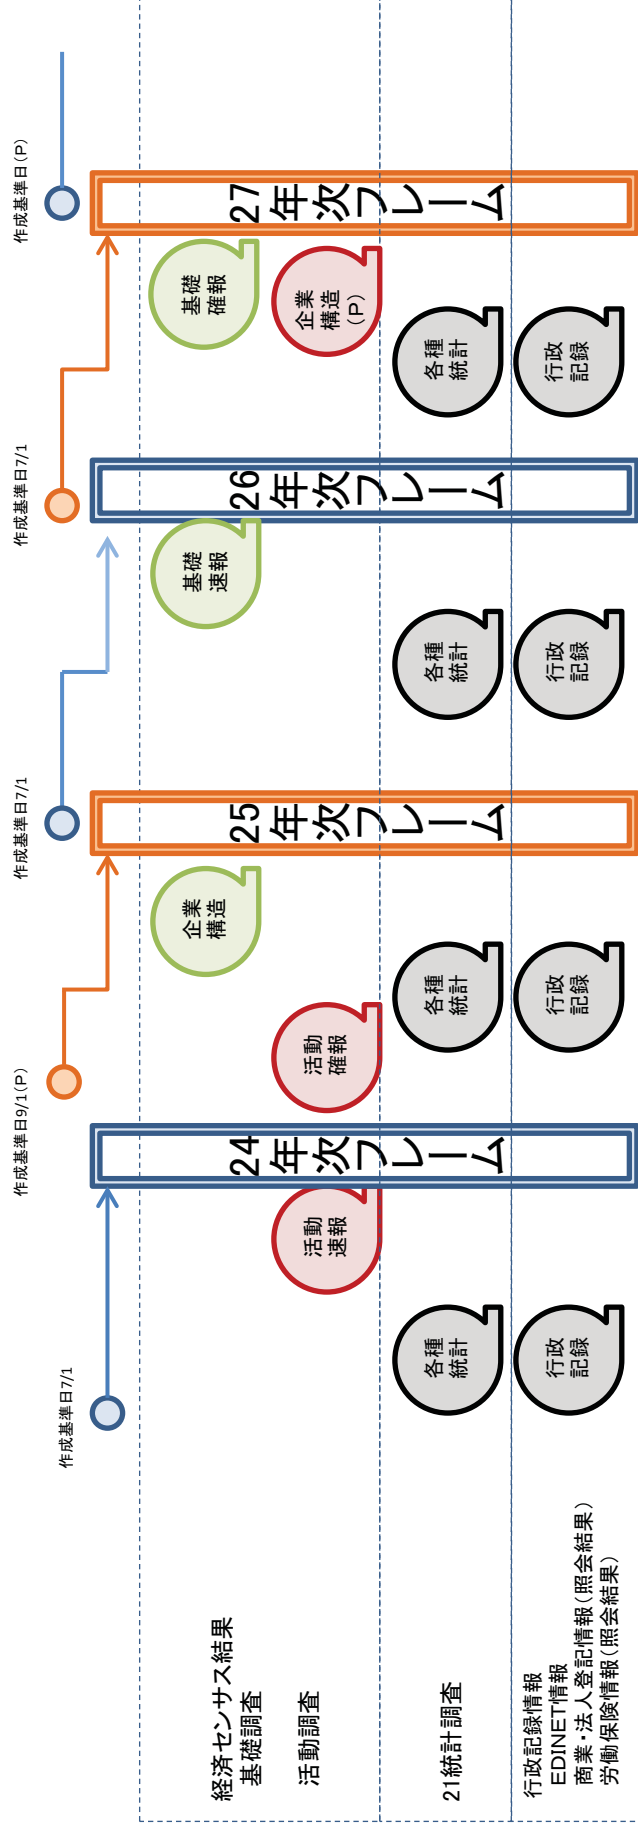 作成基準日7/1
作成基準日9/1(P)
作成基準日7/1
作成基準日7/1
作成基準日(P)
24年次フレーム
25年次フレーム
26年次フレーム
27年次フレーム
経済センサス結果
基礎調査
企業
構造
基礎
速報
基礎
確報
活動調査
活動
速報
活動
確報
企業
構造
(P)
21統計調査
各種
統計
各種
統計
各種
統計
各種
統計
行政記録情報
EDINET情報
商業・法人登記情報(照会結果)
労働保険情報(照会結果)
行政
記録
行政
記録
行政
記録
行政
記録